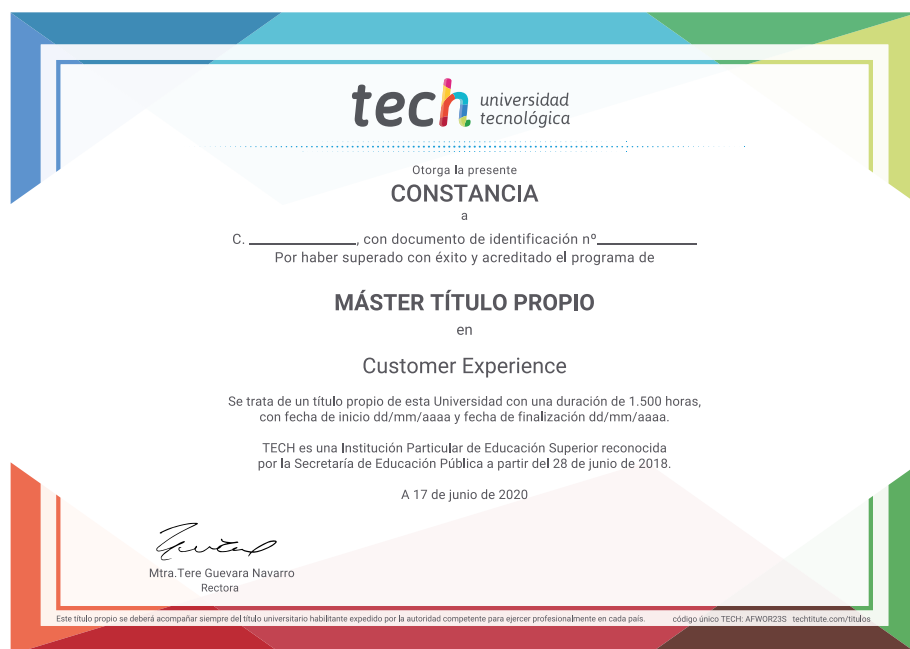 tech universidad
tecnológica
Otorga la presente
CONSTANCIA
a
C. ____________, con documento de identificación nº____________
Por haber superado con éxito y acreditado el programa de
MÁSTER TÍTULO PROPIO
en
Customer Experience
Se trata de un título propio de esta Universidad con una duración de 1.500 horas,
con fecha de inicio dd/mm/aaaa y fecha de finalización dd/mm/aaaa.
TECH es una Institución Particular de Educación Superior reconocida
por la Secretaría de Educación Pública a partir del 28 de junio de 2018.
A 17 de junio de 2020
Mtra.Tere Guevara Navarro
Rectora
Este título propio se deberá acompañar siempre del título universitario habilitante expedido por la autoridad competente para ejercer profesionalmente en cada país. código único TECH: AFWOR23S techtitute.com/titulos